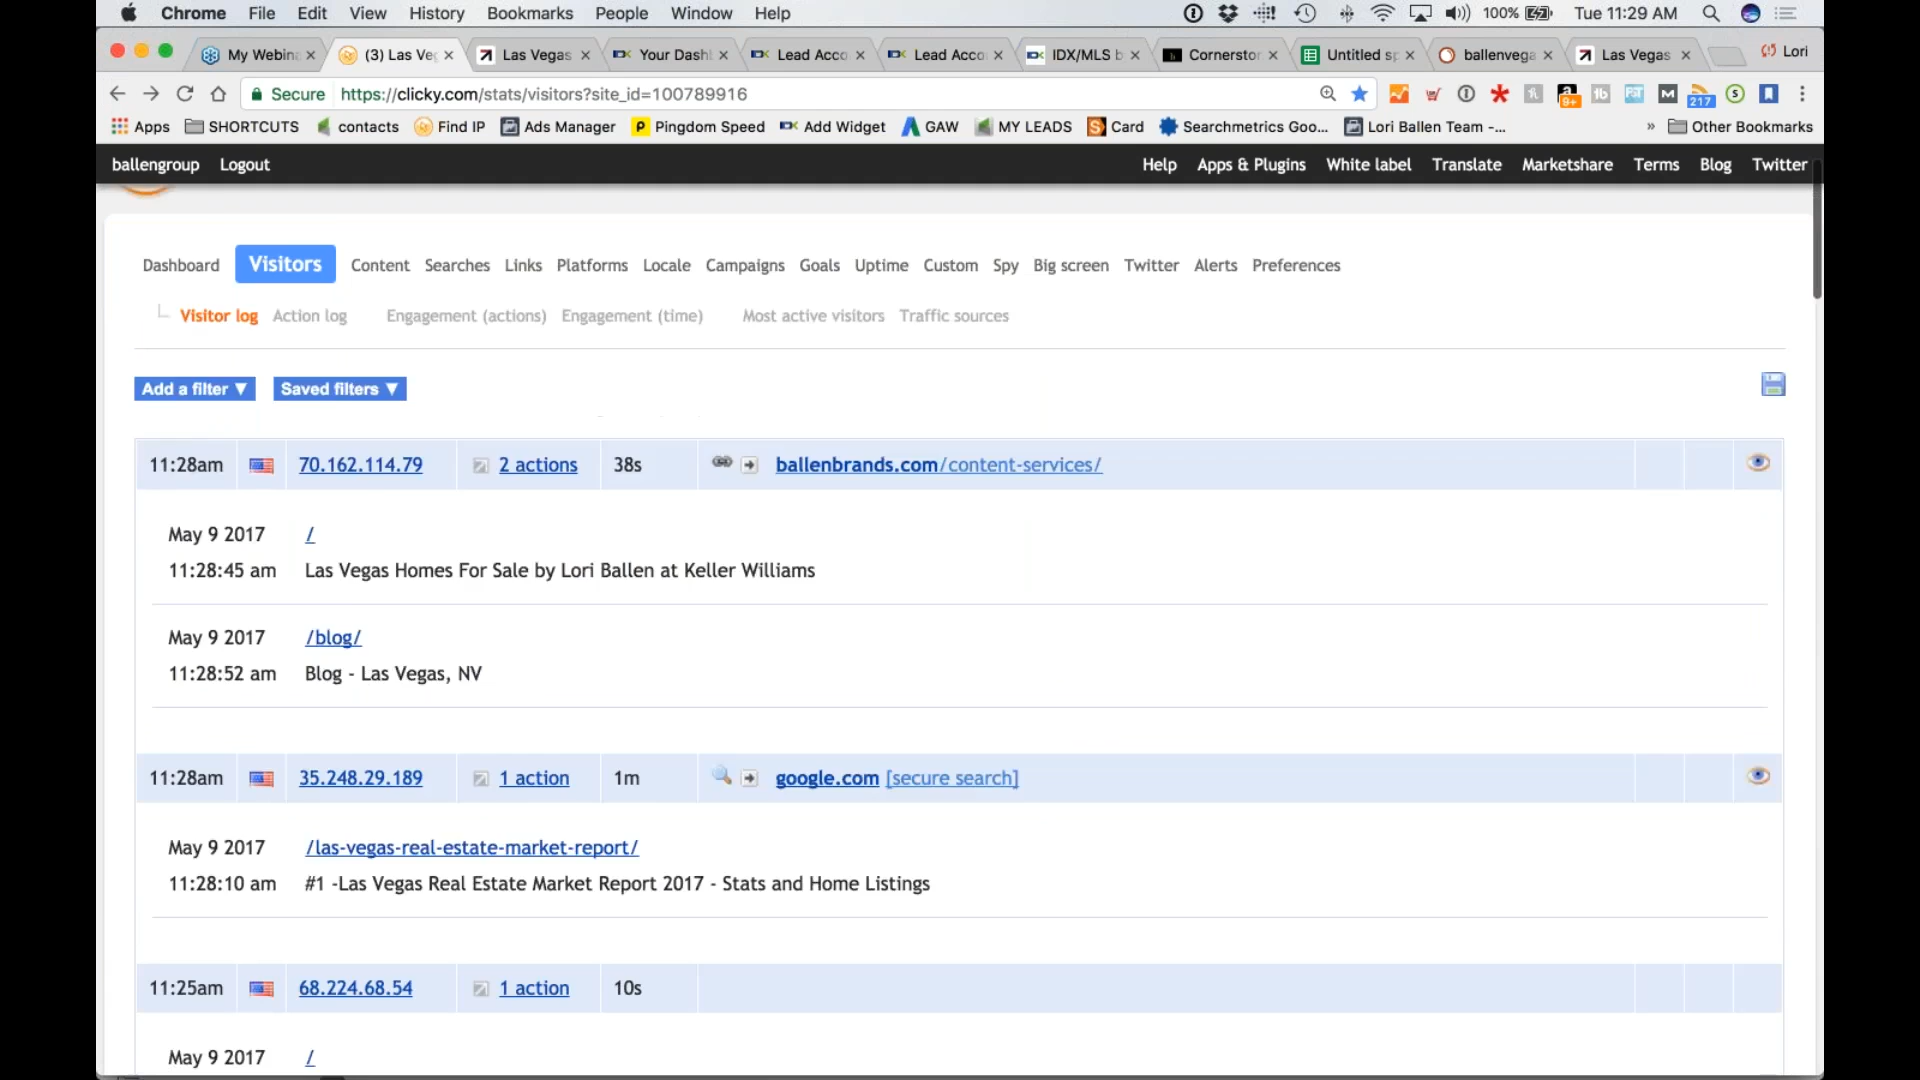 Chrome File Edit View History Bookmarks People Window Help 100% Tue 11:29 AM
My Webina (3) Las Ve Las Vegas Your Dash Lead Acco Lead Acco IDX/MLS b Cornerstor Untitled sp ballenvega Las Vegas Lori
Secure https://clicky.com/stats/visitors?site_id=100789916 217
Apps SHORTCUTS contacts Find IP Ads Manager Pingdom Speed Add Widget GAW MY LEADS Card Searchmetrics Goo... Lori Ballen Team -... » Other Bookmarks
ballengroup Logout Help Apps & Plugins White label Translate Marketshare Terms Blog Twitter
Dashboard Visitors Content Searches Links Platforms Locale Campaigns Goals Uptime Custom Spy Big screen Twitter Alerts Preferences
Visitor log Action log Engagement (actions) Engagement (time) Most active visitors Traffic sources
Add a filter ▼ Saved filters ▼
11:28am 70.162.114.79 2 actions 38s ballenbrands.com/content-services/
May 9 2017 /
11:28:45 am Las Vegas Homes For Sale by Lori Ballen at Keller Williams
May 9 2017 /blog/
11:28:52 am Blog - Las Vegas, NV
11:28am 35.248.29.189 1 action 1m google.com [secure search]
May 9 2017 /las-vegas-real-estate-market-report/
11:28:10 am #1 -Las Vegas Real Estate Market Report 2017 - Stats and Home Listings
11:25am 68.224.68.54 1 action 10s
May 9 2017 /